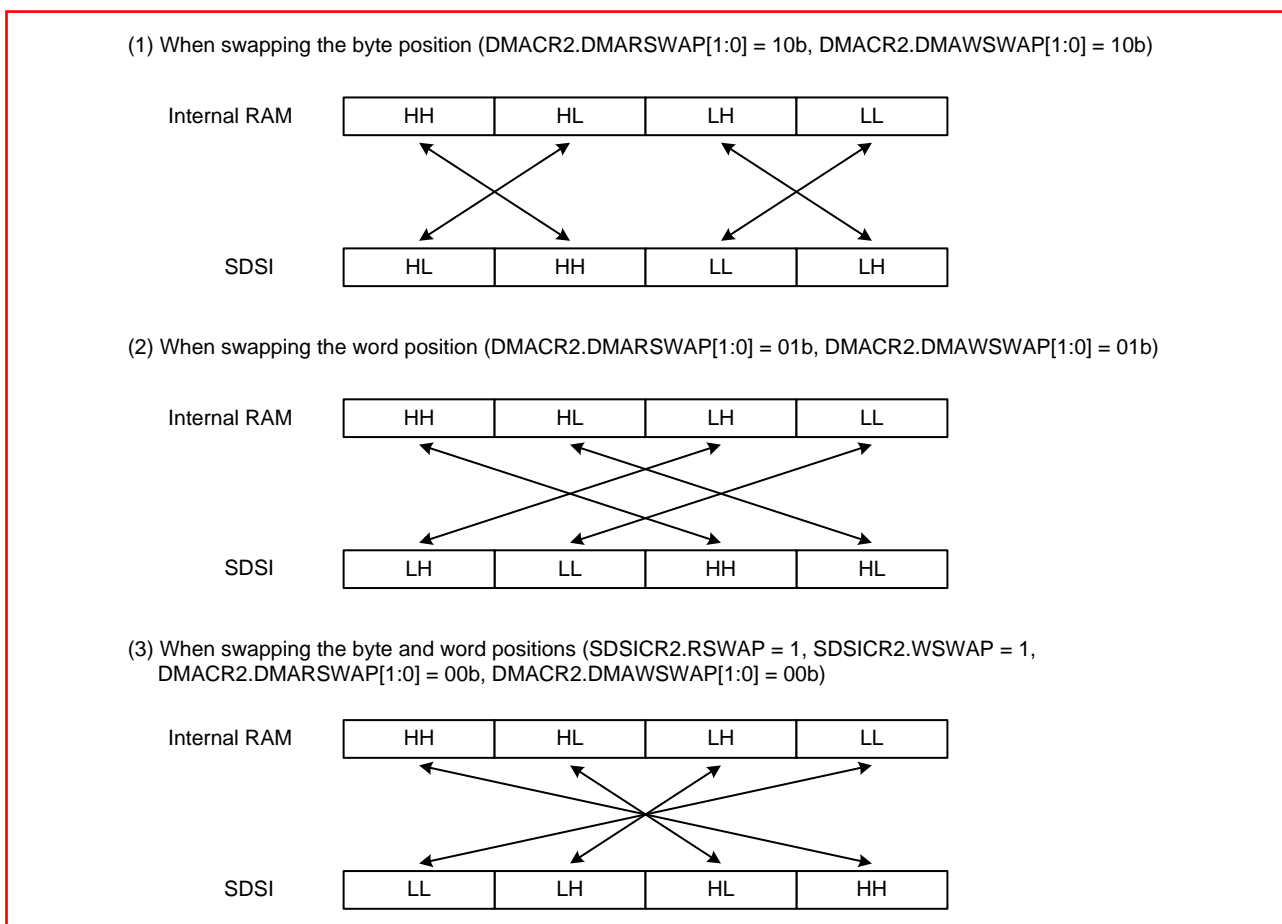 (1) When swapping the byte position (DMACR2.DMARSWAP[1:0] = 10b, DMACR2.DMAWSWAP[1:0] = 10b)
Internal RAM HH HL LH LL
SDSI HL HH LL LH
(2) When swapping the word position (DMACR2.DMARSWAP[1:0] = 01b, DMACR2.DMAWSWAP[1:0] = 01b)
Internal RAM HH HL LH LL
SDSI LH LL HH HL
(3) When swapping the byte and word positions (SDSICR2.RSWAP = 1, SDSICR2.WSWAP = 1,
DMACR2.DMARSWAP[1:0] = 00b, DMACR2.DMAWSWAP[1:0] = 00b)
Internal RAM HH HL LH LL
SDSI LL LH HL HH